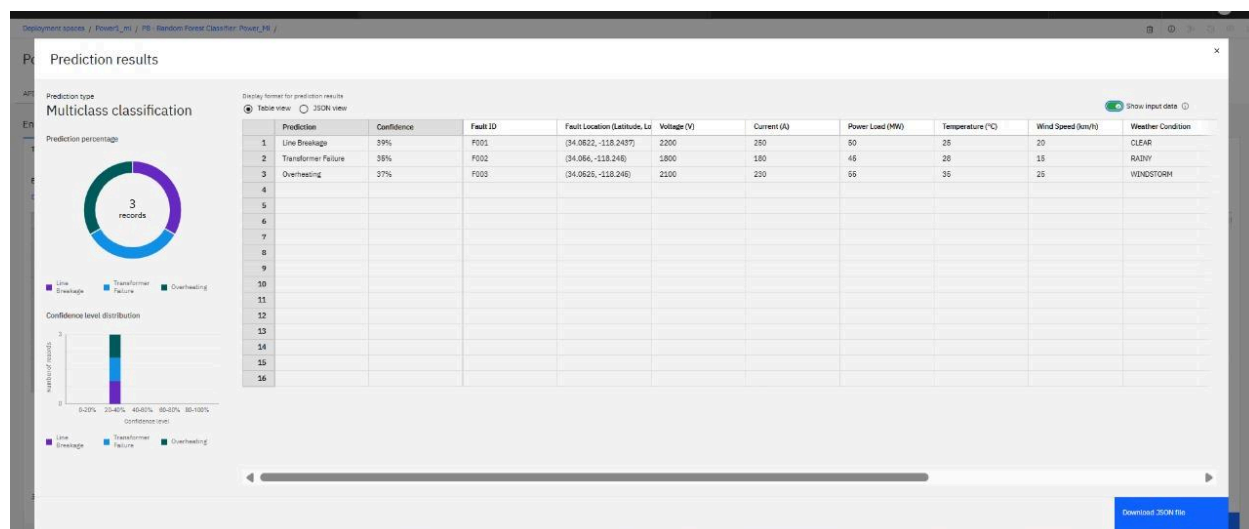 Deployment spaces / Power1_ml / P8 - Random Forest Classifier: Power_P8 /
Prediction results
Prediction type
Multiclass classification
Prediction percentage
3
records
Line Breakage
Transformer Failure
Overheating
Confidence level distribution
Number of records
3
0
0-20% 20-40% 40-60% 60-80% 80-100%
Confidence level
Line Breakage
Transformer Failure
Overheating
Display format for prediction results
Table view JSON view
Show input data
Prediction Confidence Fault ID Fault Location (Latitude, Lo Voltage (V) Current (A) Power Load (MW) Temperature (°C) Wind Speed (km/h) Weather Condition
1 Line Breakage 39% F001 (34.0522, -118.2437) 2200 250 50 25 20 CLEAR
2 Transformer Failure 35% F002 (34.056, -118.245) 1800 180 45 28 15 RAINY
3 Overheating 37% F003 (34.0525, -118.245) 2100 230 55 35 25 WINDSTORM
4
5
6
7
8
9
10
11
12
13
14
15
16
Download JSON file